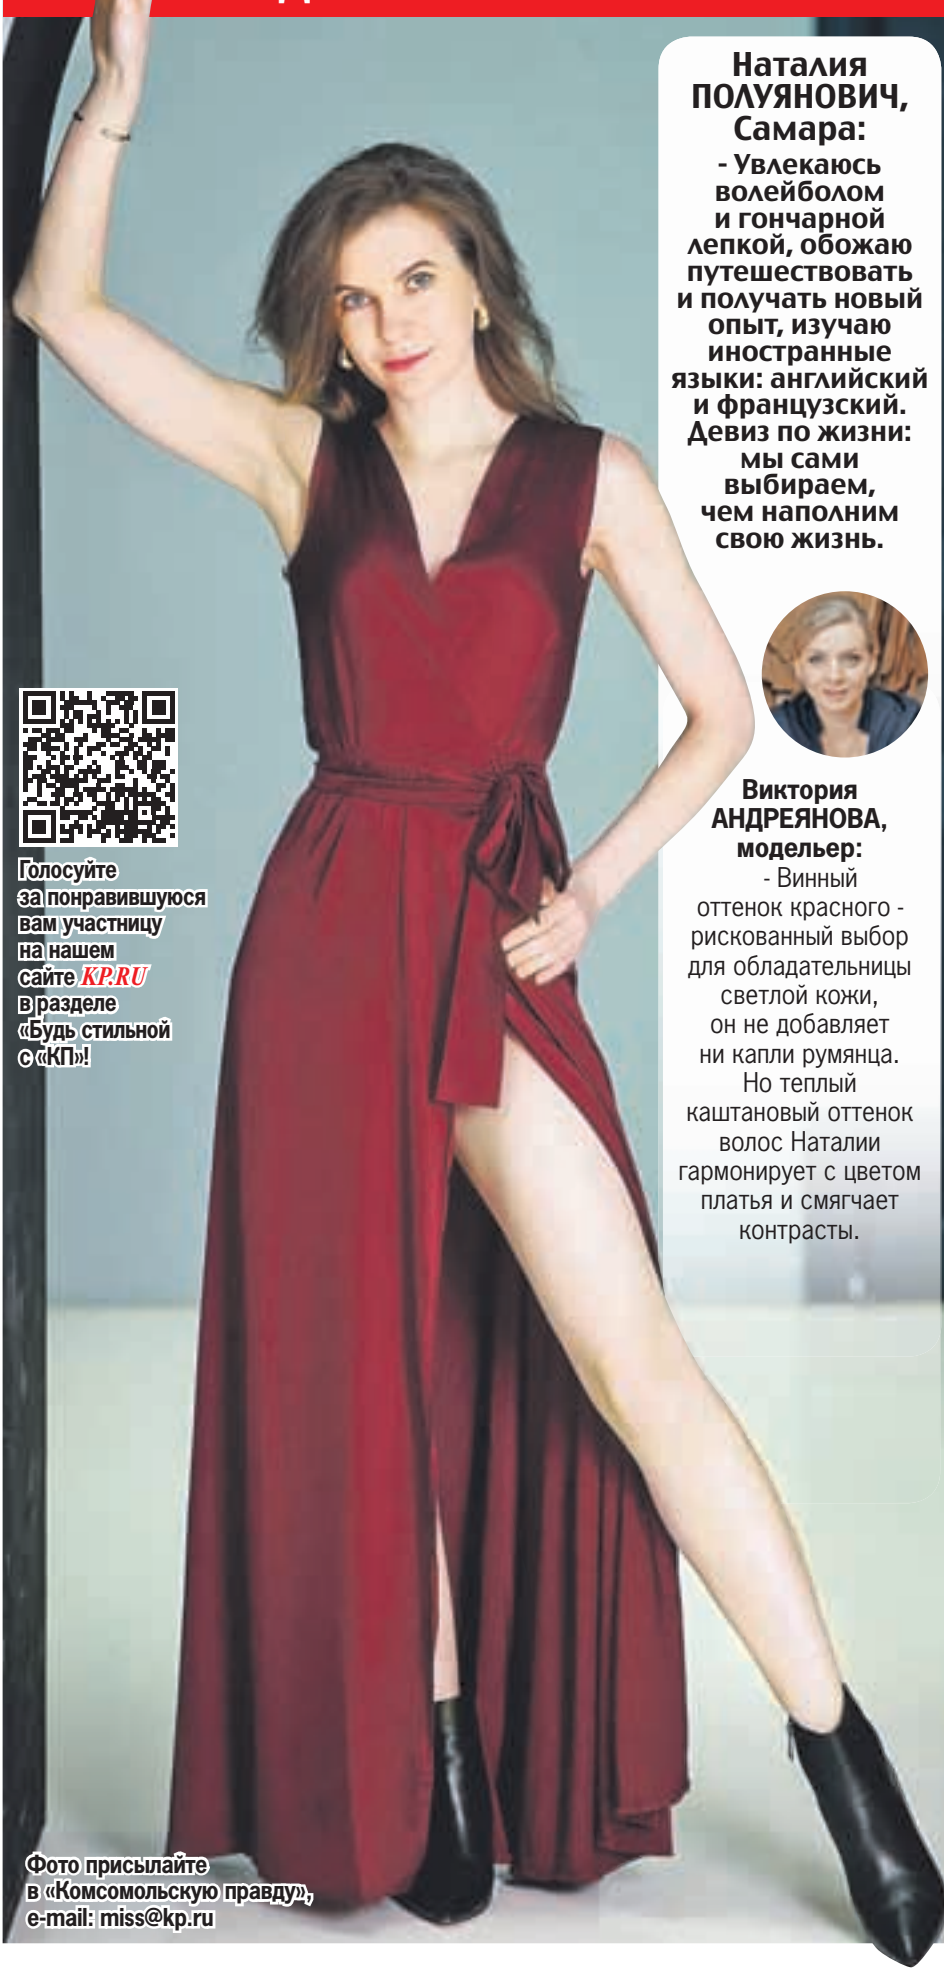 Наталия
ПОЛУЯНОВИЧ,
Самара:
- Увлекаюсь
волейболом
и гончарной
лепкой, обожаю
путешествовать
и получать новый
опыт, изучаю
иностранные
языки: английский
и французский.
Девиз по жизни:
мы сами
выбираем,
чем наполним
свою жизнь.
Виктория
АНДРЕЯНОВА,
модельер:
- Винный
оттенок красного -
рискованный выбор
для обладательницы
светлой кожи,
он не добавляет
ни капли румянца.
Но теплый
каштановый оттенок
волос Наталии
гармонирует с цветом
платья и смягчает
контрасты.
Голосуйте
за понравившуюся
вам участницу
на нашем
сайте KP.RU
в разделе
«Будь стильной
с «КП»!
Фото присылайте
в «Комсомольскую правду»,
e-mail: miss@kp.ru